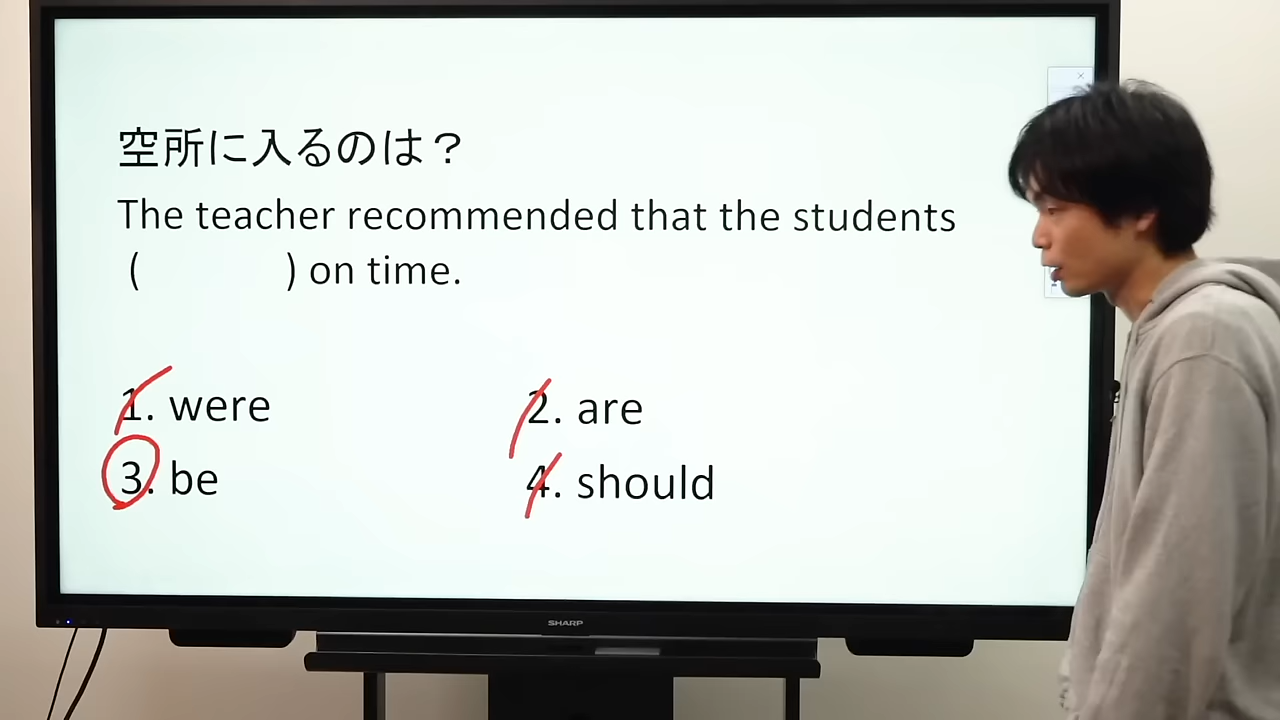 空所に入るのは？
The teacher recommended that the students
(             ) on time.
1. were
2. are
3. be
4. should
SHARP